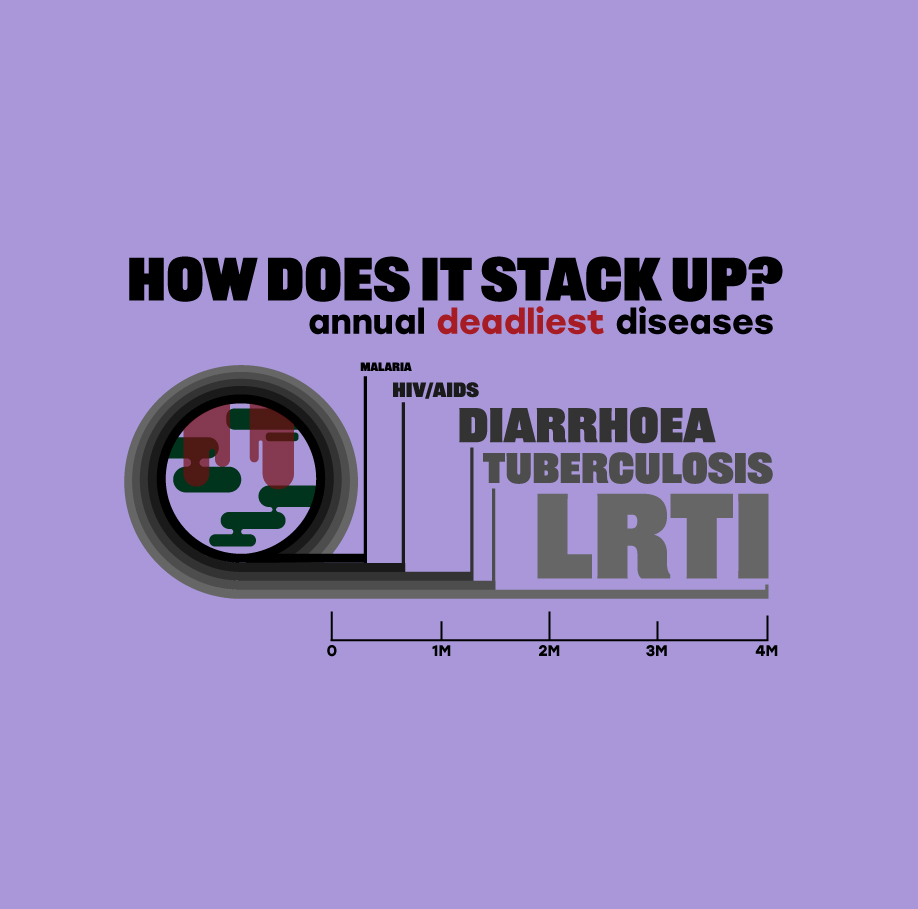 HOW DOES IT STACK UP?
annual deadliest diseases
MALARIA
HIV/AIDS
DIARRHOEA
TUBERCULOSIS
LRTI
0 1M 2M 3M 4M